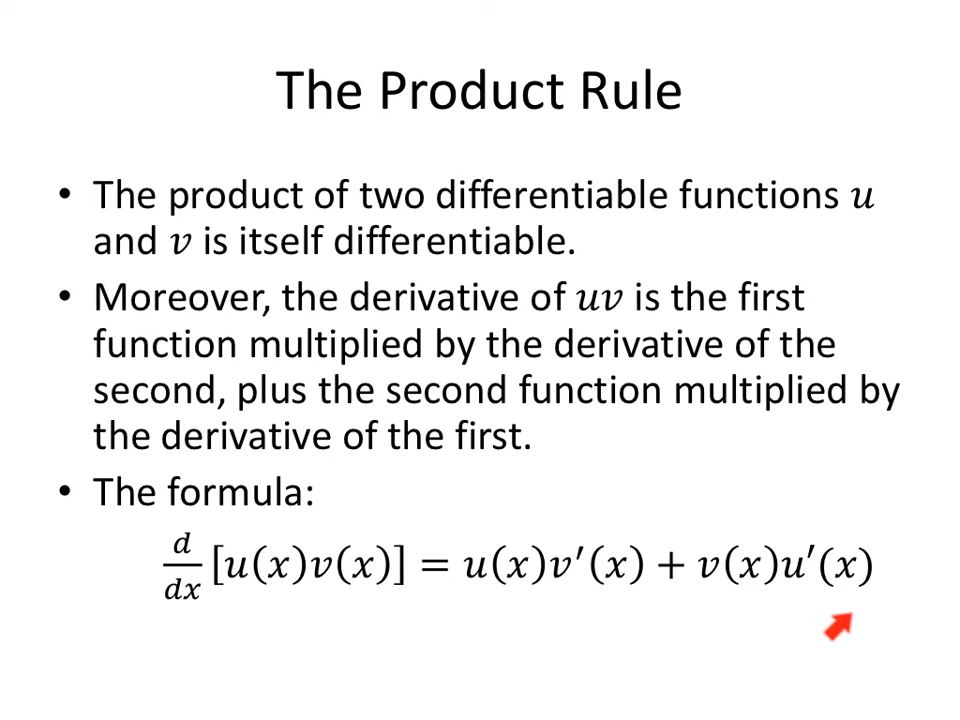 The Product Rule
• The product of two differentiable functions 𝑢
and 𝑣 is itself differentiable.
• Moreover, the derivative of 𝑢𝑣 is the first
function multiplied by the derivative of the
second, plus the second function multiplied by
the derivative of the first.
• The formula:
d/dx [𝑢(𝑥)𝑣(𝑥)] = 𝑢(𝑥)𝑣′(𝑥) + 𝑣(𝑥)𝑢′(𝑥)